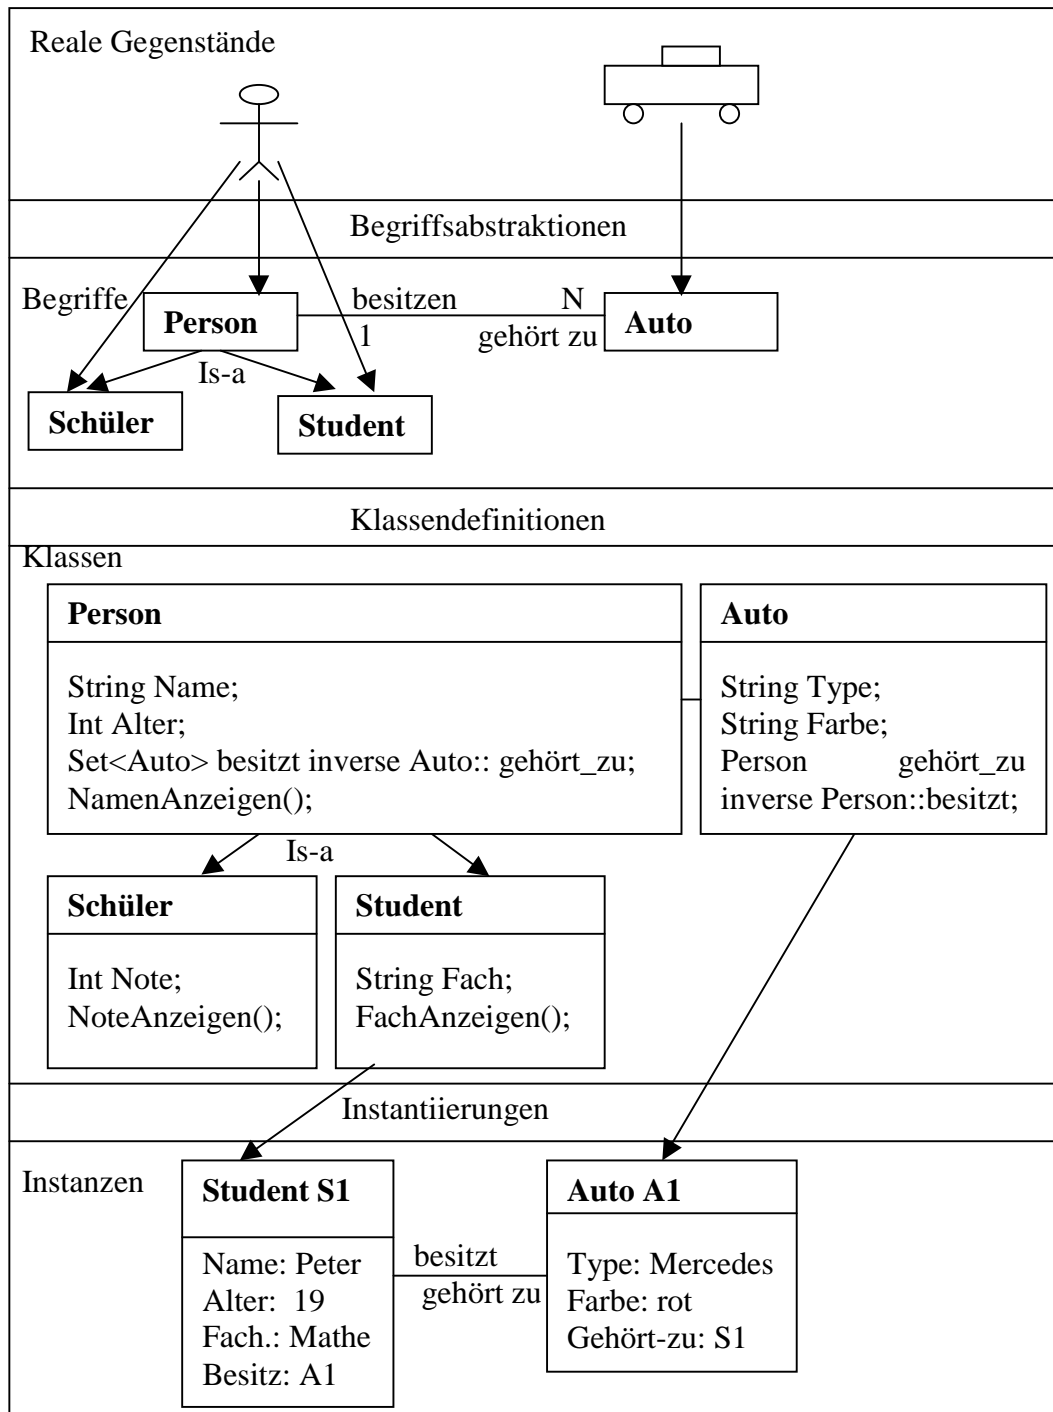 Reale Gegenstände
Begriffsabstraktionen
Begriffe
Person
besitzen
N
1
gehört zu
Auto
Is-a
Schüler
Student
Klassendefinitionen
Klassen
Person
String Name;
Int Alter;
Set<Auto> besitzt inverse Auto:: gehört_zu;
NamenAnzeigen();
Auto
String Type;
String Farbe;
Person gehört_zu
inverse Person::besitzt;
Is-a
Schüler
Int Note;
NoteAnzeigen();
Student
String Fach;
FachAnzeigen();
Instantiierungen
Instanzen
Student S1
Name: Peter
Alter: 19
Fach.: Mathe
Besitz: A1
besitzt
gehört zu
Auto A1
Type: Mercedes
Farbe: rot
Gehört-zu: S1